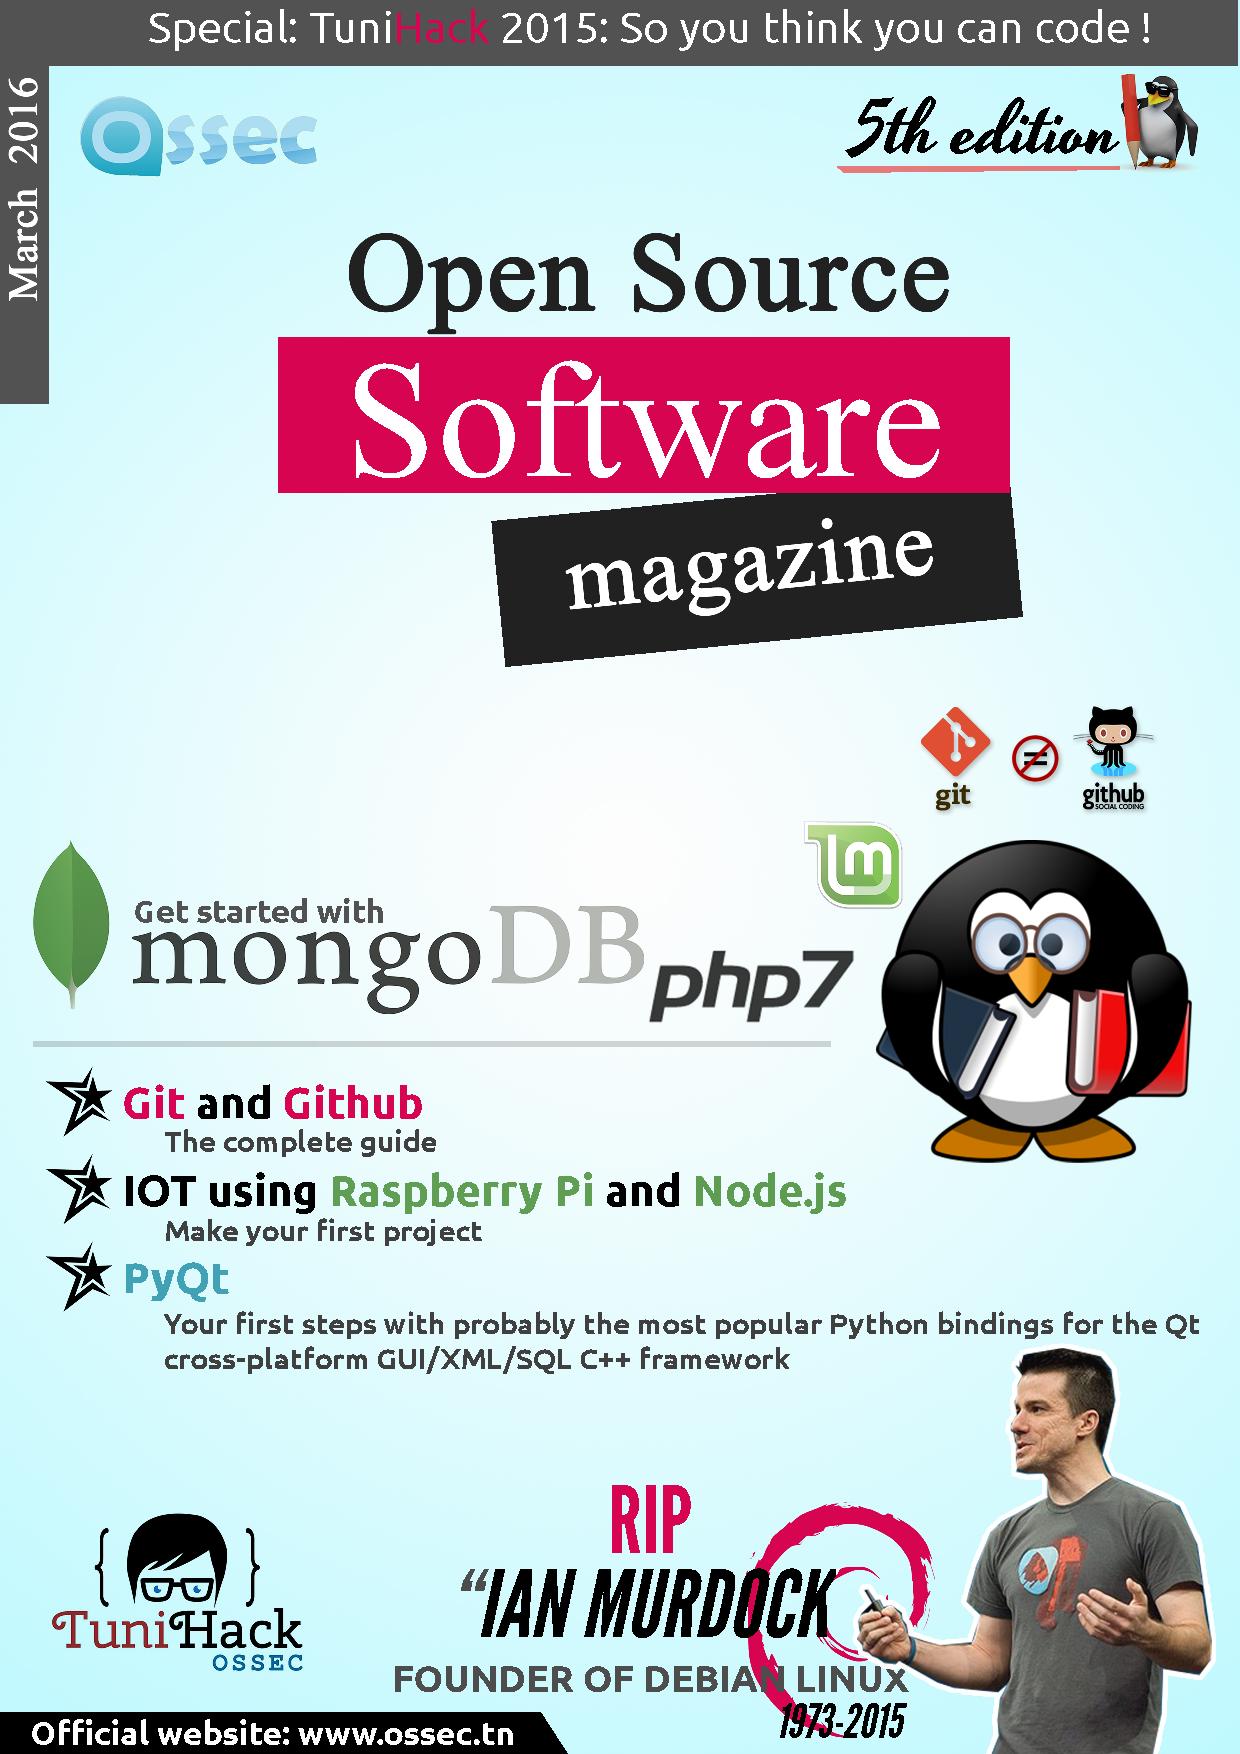 Special: TuniHack 2015: So you think you can code !
March 2016
Ossec
5th edition
Open Source
Software
magazine
git
=
github
SOCIAL CODING
lm
Get started with
mongoDB
php7
Git and Github
The complete guide
IOT using Raspberry Pi and Node.js
Make your first project
PyQt
Your first steps with probably the most popular Python bindings for the Qt
cross-platform GUI/XML/SQL C++ framework
{ }
TuniHack
OSSEC
RIP
“IAN MURDOCK
FOUNDER OF DEBIAN LINUX
1973-2015
Official website: www.ossec.tn